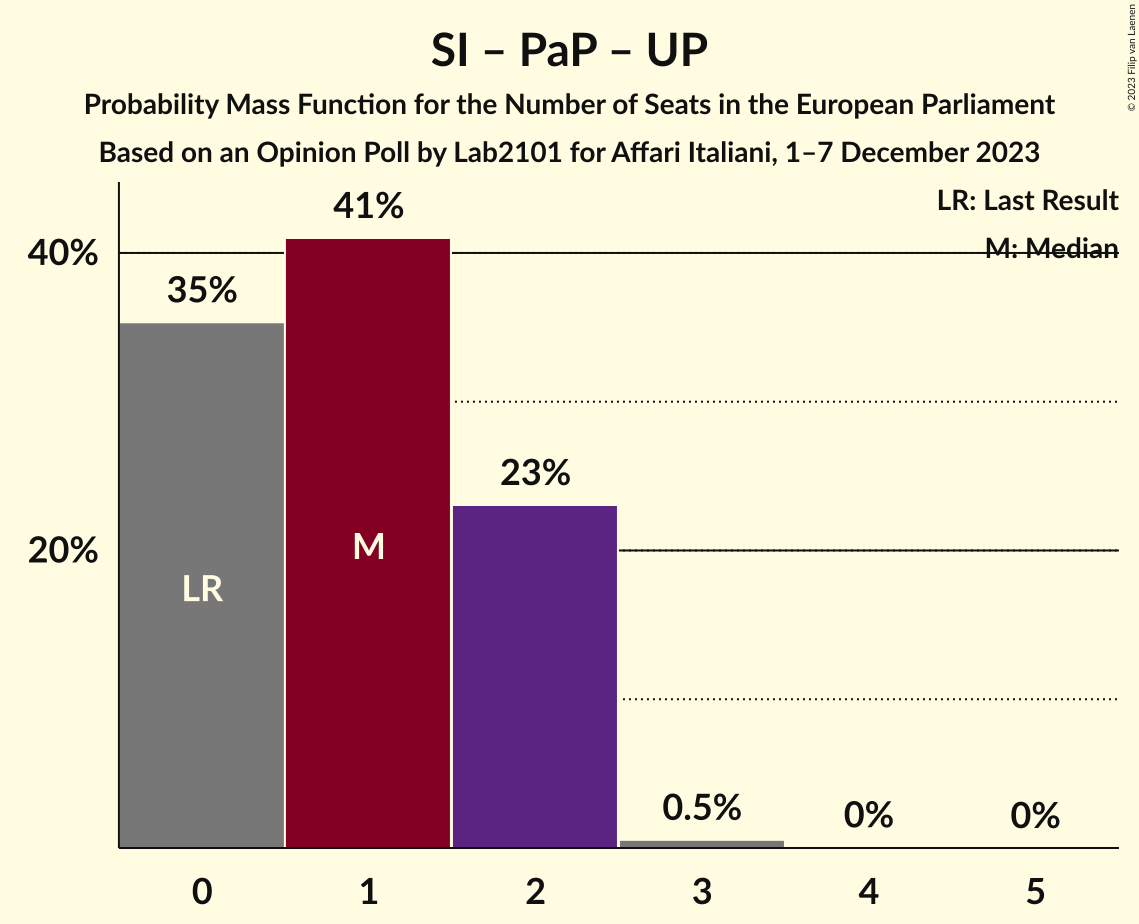 SI – PaP – UP
Probability Mass Function for the Number of Seats in the European Parliament
Based on an Opinion Poll by Lab2101 for Affari Italiani, 1–7 December 2023
© 2023 Filip van Laenen
LR: Last Result
M: Median
41%
40%
35%
23%
20%
M
LR
0.5%
0%
0%
0 1 2 3 4 5